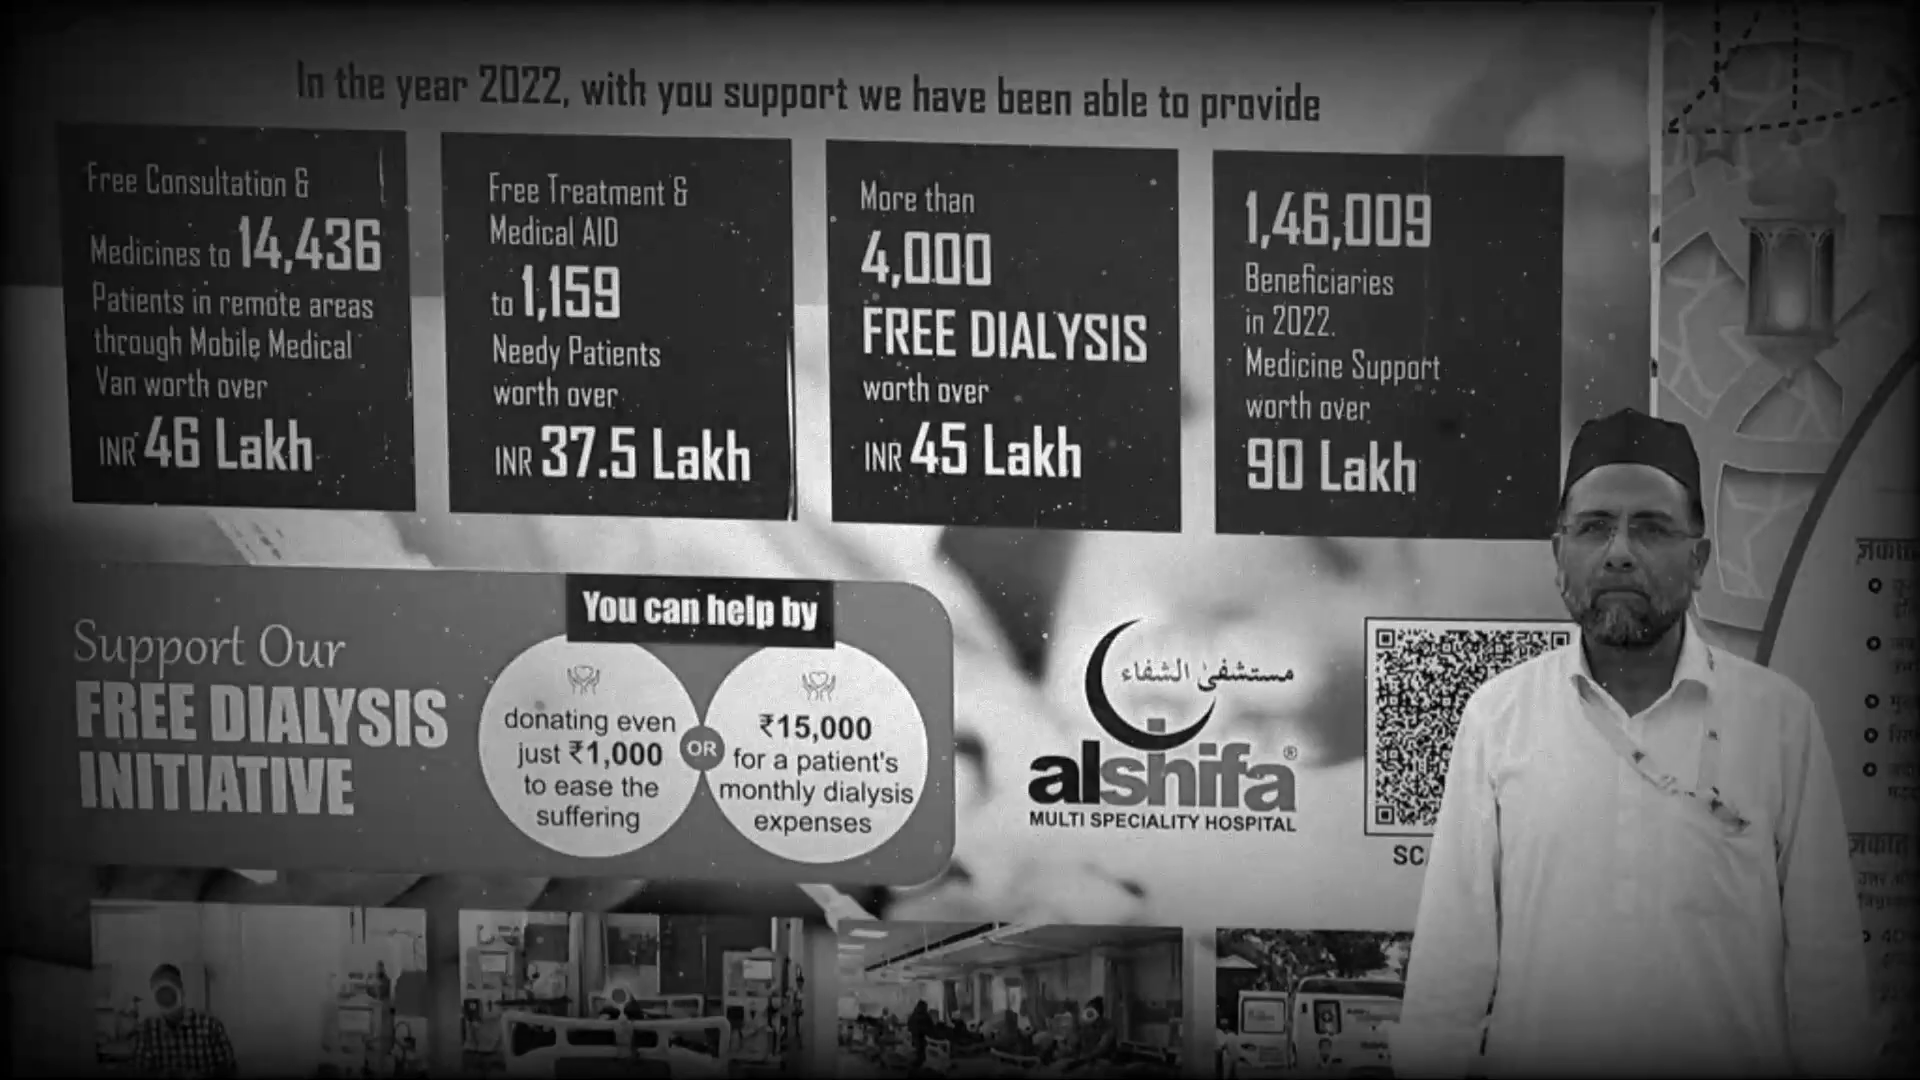 In the year 2022, with you support we have been able to provide
Free Consultation &
Medicines to 14,436
Patients in remote areas
through Mobile Medical
Van worth over
INR 46 Lakh
Free Treatment &
Medical AID
to 1,159
Needy Patients
worth over
INR 37.5 Lakh
More than
4,000
FREE DIALYSIS
worth over
INR 45 Lakh
1,46,009
Beneficiaries
in 2022.
Medicine Support
worth over
90 Lakh
Support Our
FREE DIALYSIS
INITIATIVE
You can help by
donating even
just ₹1,000
to ease the
suffering
OR
₹15,000
for a patient's
monthly dialysis
expenses
مستشفىٰ الشفاء
alshifa®
MULTI SPECIALITY HOSPITAL
SC
ज़कात
ज़कात